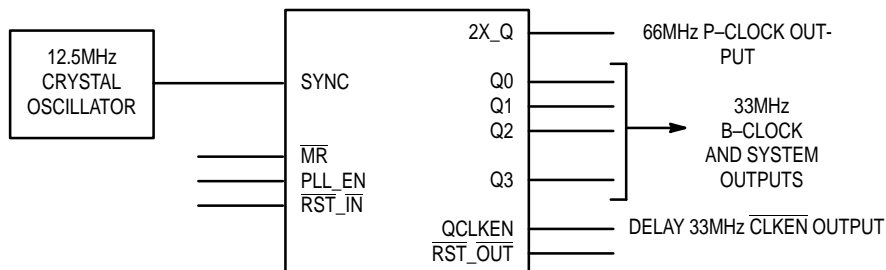 12.5MHz
CRYSTAL
OSCILLATOR
SYNC
MR
PLL_EN
RST_IN
2X_Q
Q0
Q1
Q2
Q3
QCLKEN
RST_OUT
66MHz P–CLOCK OUT-
PUT
33MHz
B–CLOCK
AND SYSTEM
OUTPUTS
DELAY 33MHz CLKEN OUTPUT